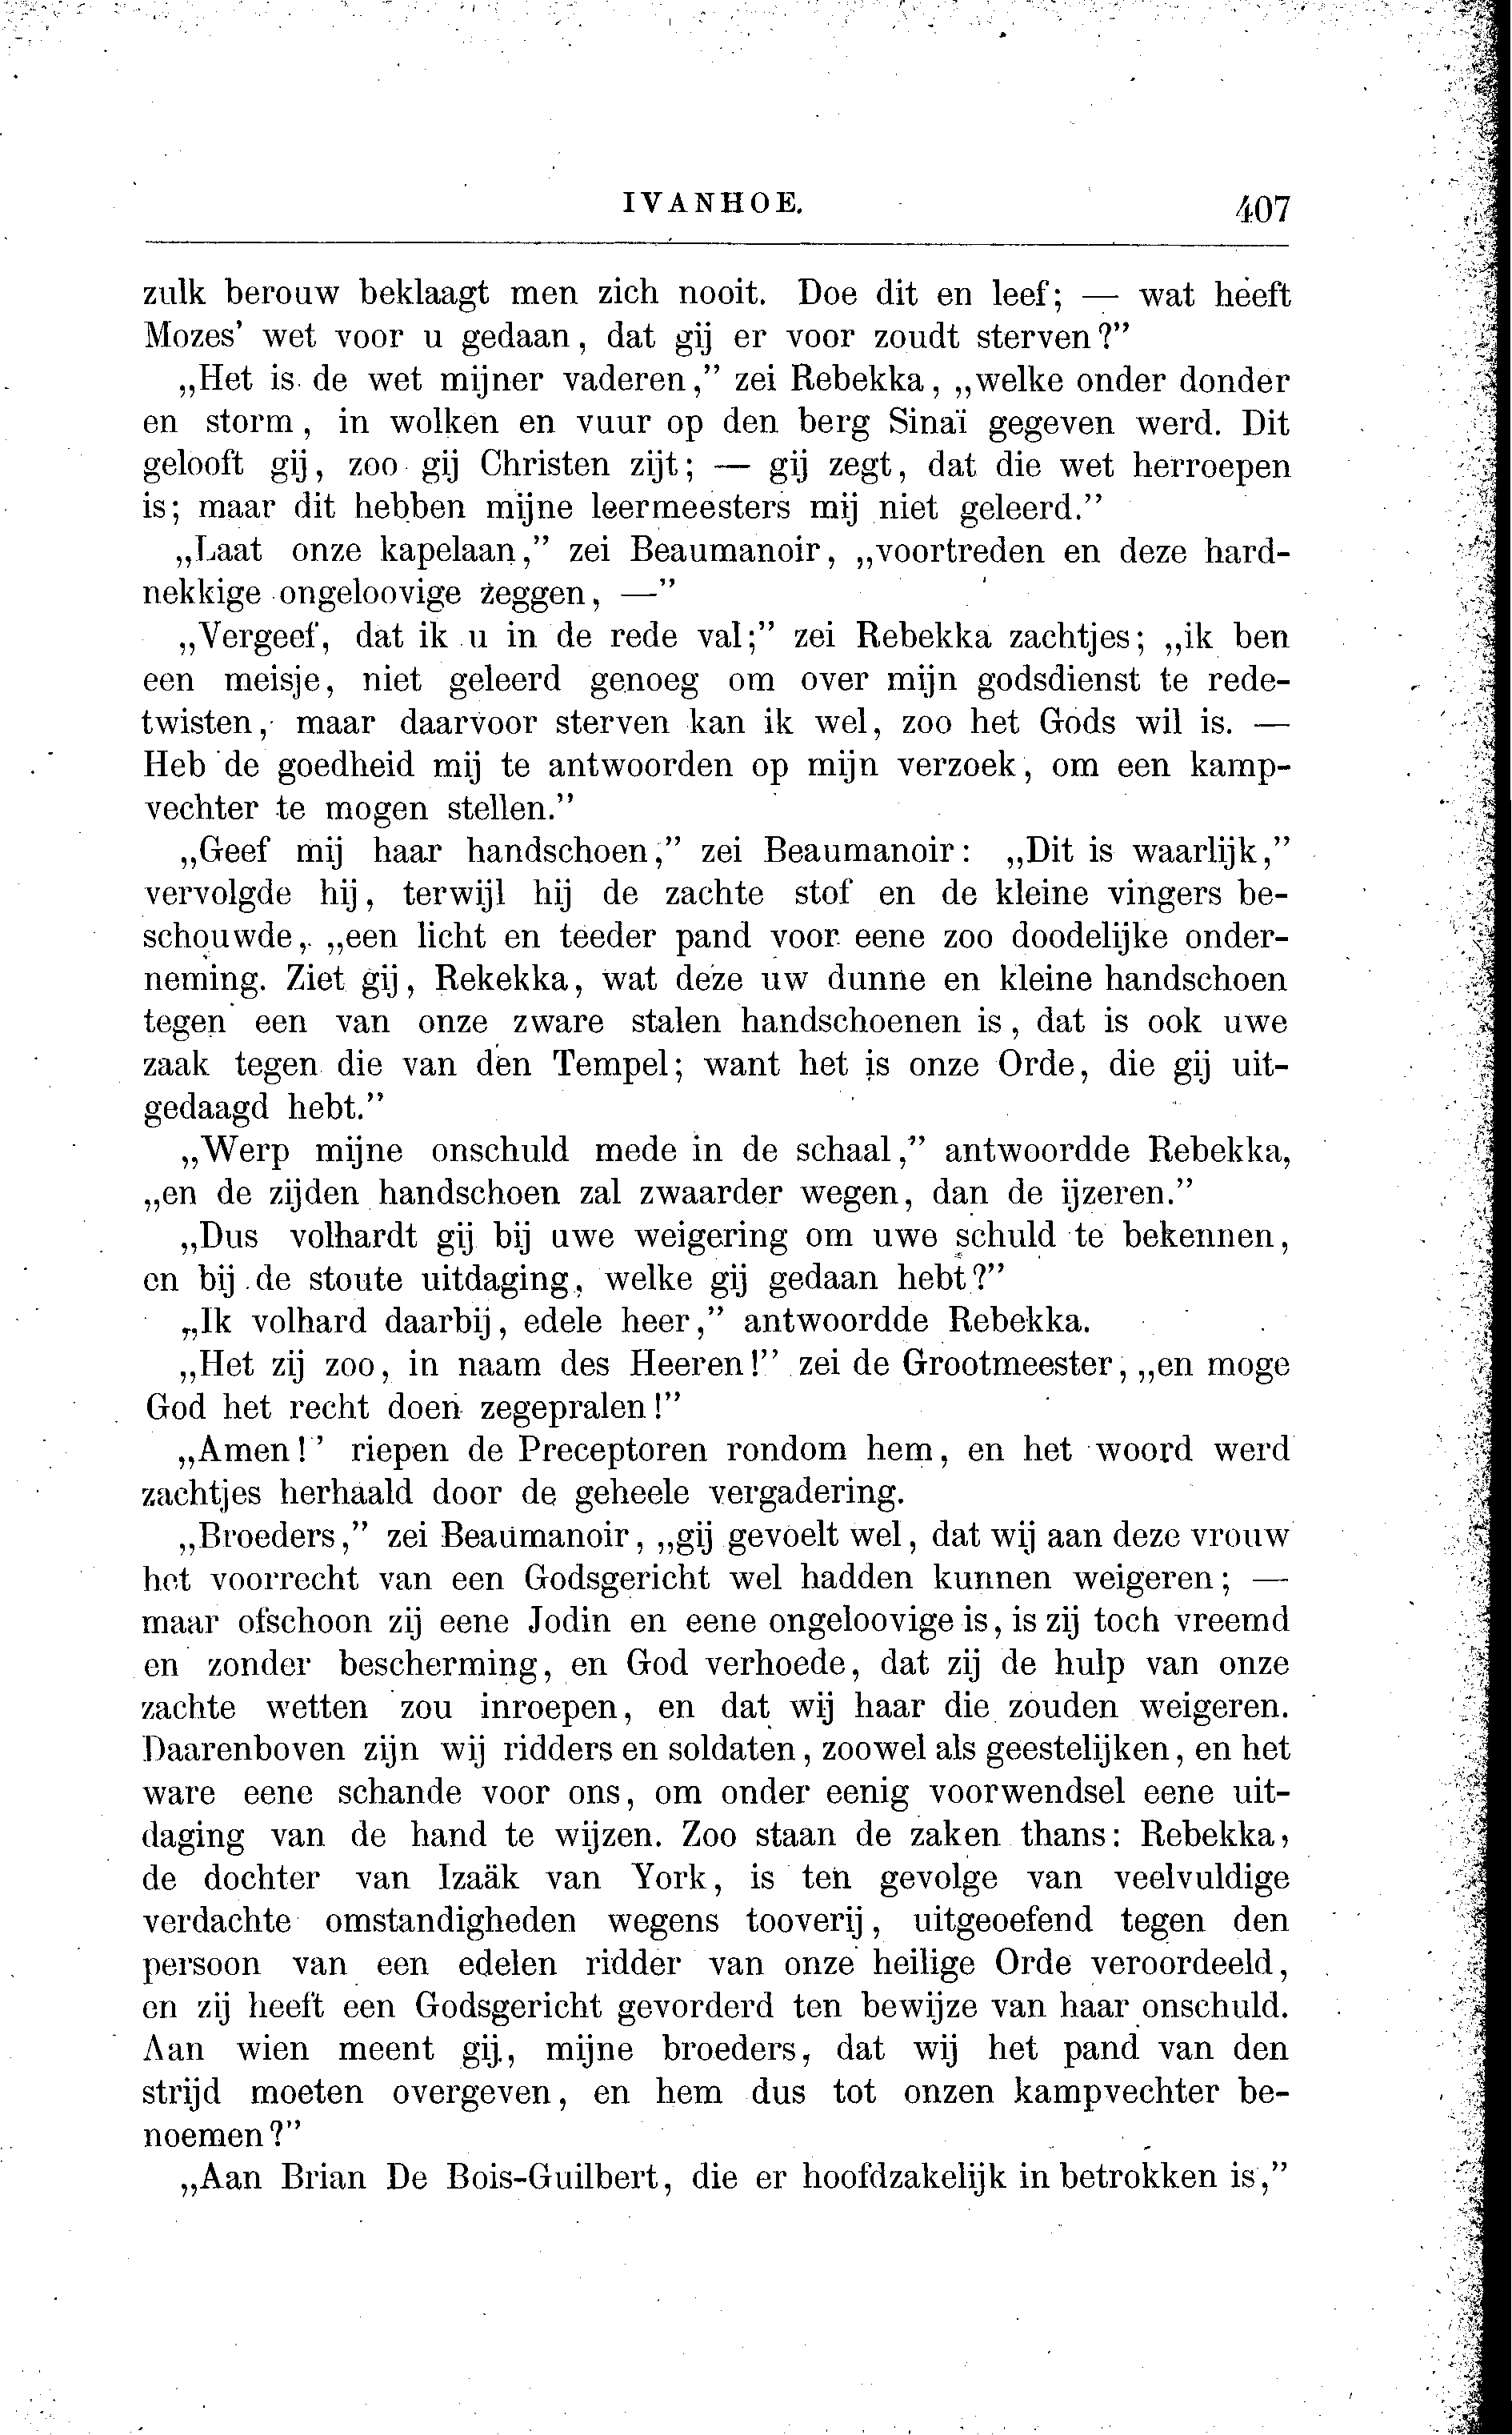 IVANHOE. 407
zulk berouw beklaagt men zich nooit. Doe dit en leef; — wat heeft
Mozes' wet voor u gedaan, dat gij er voor zoudt sterven?"
„Het is de wet mijner vaderen," zei Rebekka, „welke onder donder
en storm, in wolken en vuur op den berg Sinaï gegeven werd. Dit
gelooft gij, zoo gij Christen zijt; — gij zegt, dat die wet herroepen
is; maar dit hebben mijne leermeesters mij niet geleerd."
„Laat onze kapelaan," zei Beaumanoir, „voortreden en deze hard-
nekkige ongeloovige zeggen, —"
„Vergeef, dat ik u in de rede val;" zei Rebekka zachtjes; „ik ben
een meisje, niet geleerd genoeg om over mijn godsdienst te rede-
twisten, maar daarvoor sterven kan ik wel, zoo het Gods wil is. —
Heb de goedheid mij te antwoorden op mijn verzoek, om een kamp-
vechter te mogen stellen."
„Geef mij haar handschoen," zei Beaumanoir: „Dit is waarlijk,"
vervolgde hij, terwijl hij de zachte stof en de kleine vingers be-
schouwde, „een licht en teeder pand voor eene zoo doodelijke onder-
neming. Ziet gij, Rekekka, wat deze uw dunne en kleine handschoen
tegen een van onze zware stalen handschoenen is, dat is ook uwe
zaak tegen die van den Tempel; want het is onze Orde, die gij uit-
gedaagd hebt."
„Werp mijne onschuld mede in de schaal," antwoordde Rebekka,
„en de zijden handschoen zal zwaarder wegen, dan de ijzeren."
„Dus volhardt gij bij uwe weigering om uwe schuld te bekennen,
en bij de stoute uitdaging, welke gij gedaan hebt?"
„Ik volhard daarbij, edele heer," antwoordde Rebekka.
„Het zij zoo, in naam des Heeren!" zei de Grootmeester, „en moge
God het recht doen zegepralen!"
„Amen!' riepen de Preceptoren rondom hem, en het woord werd
zachtjes herhaald door de geheele vergadering.
„Broeders," zei Beaumanoir, „gij gevoelt wel, dat wij aan deze vrouw
het voorrecht van een Godsgericht wel hadden kunnen weigeren; —
maar ofschoon zij eene Jodin en eene ongeloovige is, is zij toch vreemd
en zonder bescherming, en God verhoede, dat zij de hulp van onze
zachte wetten zou inroepen, en dat wij haar die zouden weigeren.
Daarenboven zijn wij ridders en soldaten, zoowel als geestelijken, en het
ware eene schande voor ons, om onder eenig voorwendsel eene uit-
daging van de hand te wijzen. Zoo staan de zaken thans: Rebekka,
de dochter van Izaäk van York, is ten gevolge van veelvuldige
verdachte omstandigheden wegens tooverij, uitgeoefend tegen den
persoon van een edelen ridder van onze heilige Orde veroordeeld,
en zij heeft een Godsgericht gevorderd ten bewijze van haar onschuld.
Aan wien meent gij, mijne broeders, dat wij het pand van den
strijd moeten overgeven, en hem dus tot onzen kampvechter be-
noemen?"
„Aan Brian De Bois-Guilbert, die er hoofdzakelijk in betrokken is,"